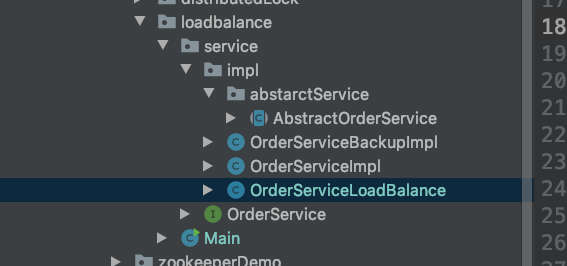 distributedLock
17
loadbalance
18
service
19
impl
20
abstarctService
21
AbstractOrderService
22
OrderServiceBackupImpl
23
OrderServiceImpl
24
OrderServiceLoadBalance
25
OrderService
26
Main
zookeeperDemo